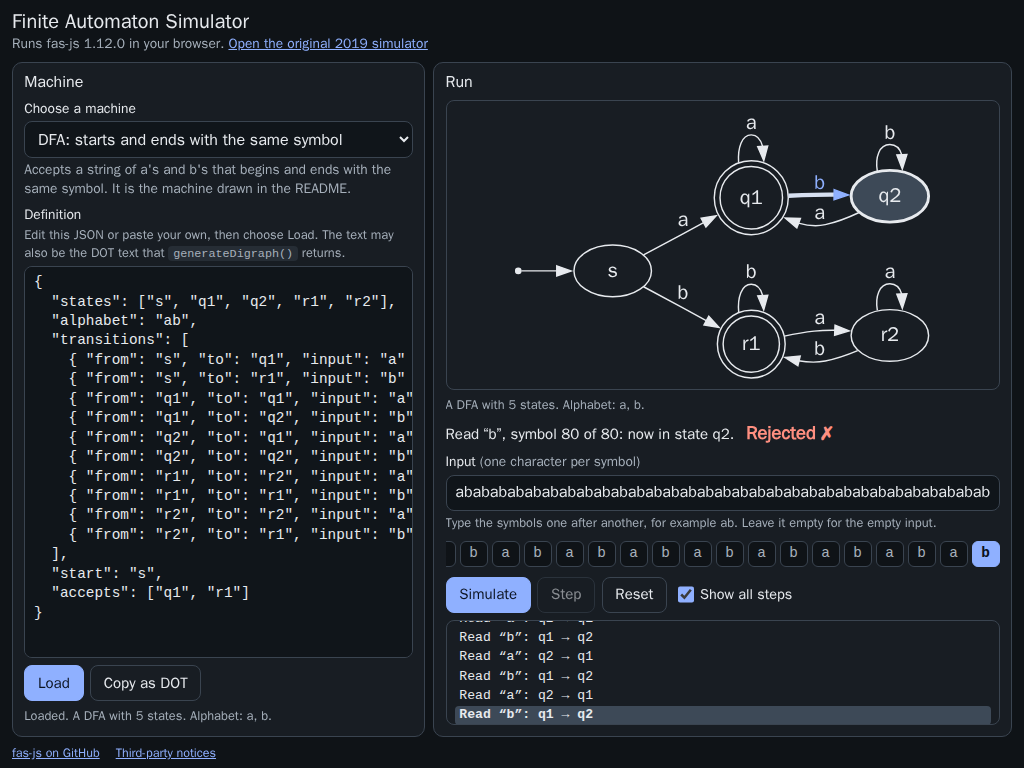 Finite Automaton Simulator
Runs fas-js 1.12.0 in your browser. Open the original 2019 simulator
Machine
Choose a machine
DFA: starts and ends with the same symbol
Accepts a string of a's and b's that begins and ends with the
same symbol. It is the machine drawn in the README.
Definition
Edit this JSON or paste your own, then choose Load. The text may
also be the DOT text that generateDigraph() returns.
{
"states": ["s", "q1", "q2", "r1", "r2"],
"alphabet": "ab",
"transitions": [
{ "from": "s", "to": "q1", "input": "a"
{ "from": "s", "to": "r1", "input": "b"
{ "from": "q1", "to": "q1", "input": "a"
{ "from": "q1", "to": "q2", "input": "b"
{ "from": "q2", "to": "q1", "input": "a"
{ "from": "q2", "to": "q2", "input": "b"
{ "from": "r1", "to": "r2", "input": "a"
{ "from": "r1", "to": "r1", "input": "b"
{ "from": "r2", "to": "r2", "input": "a"
{ "from": "r2", "to": "r1", "input": "b"
],
"start": "s",
"accepts": ["q1", "r1"]
}
Load
Copy as DOT
Loaded. A DFA with 5 states. Alphabet: a, b.
Run
a
b
q1
b
q2
a
a
s
b
b
a
r1
a
r2
b
A DFA with 5 states. Alphabet: a, b.
Read “b”, symbol 80 of 80: now in state q2. Rejected ✗
Input (one character per symbol)
abababababababababababababababababababababababababababababababab
Type the symbols one after another, for example ab. Leave it empty for the empty input.
b a b a b a b a b a b a b a b a b
Simulate
Step
Reset
Show all steps
Read “b”: q1 → q2
Read “a”: q2 → q1
Read “b”: q1 → q2
Read “a”: q2 → q1
Read “b”: q1 → q2
fas-js on GitHub
Third-party notices